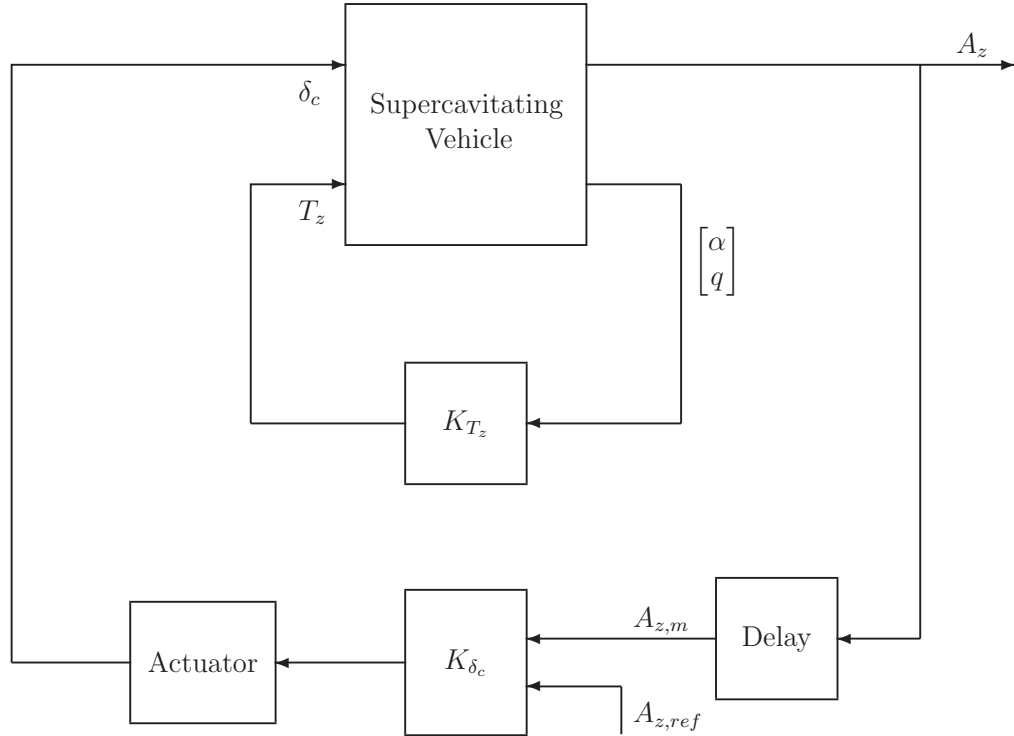 A_z
δ_c
Supercavitating
Vehicle
T_z
[α
q]
K_{T_z}
A_{z,m}
Delay
Actuator
K_{δ_c}
A_{z,ref}